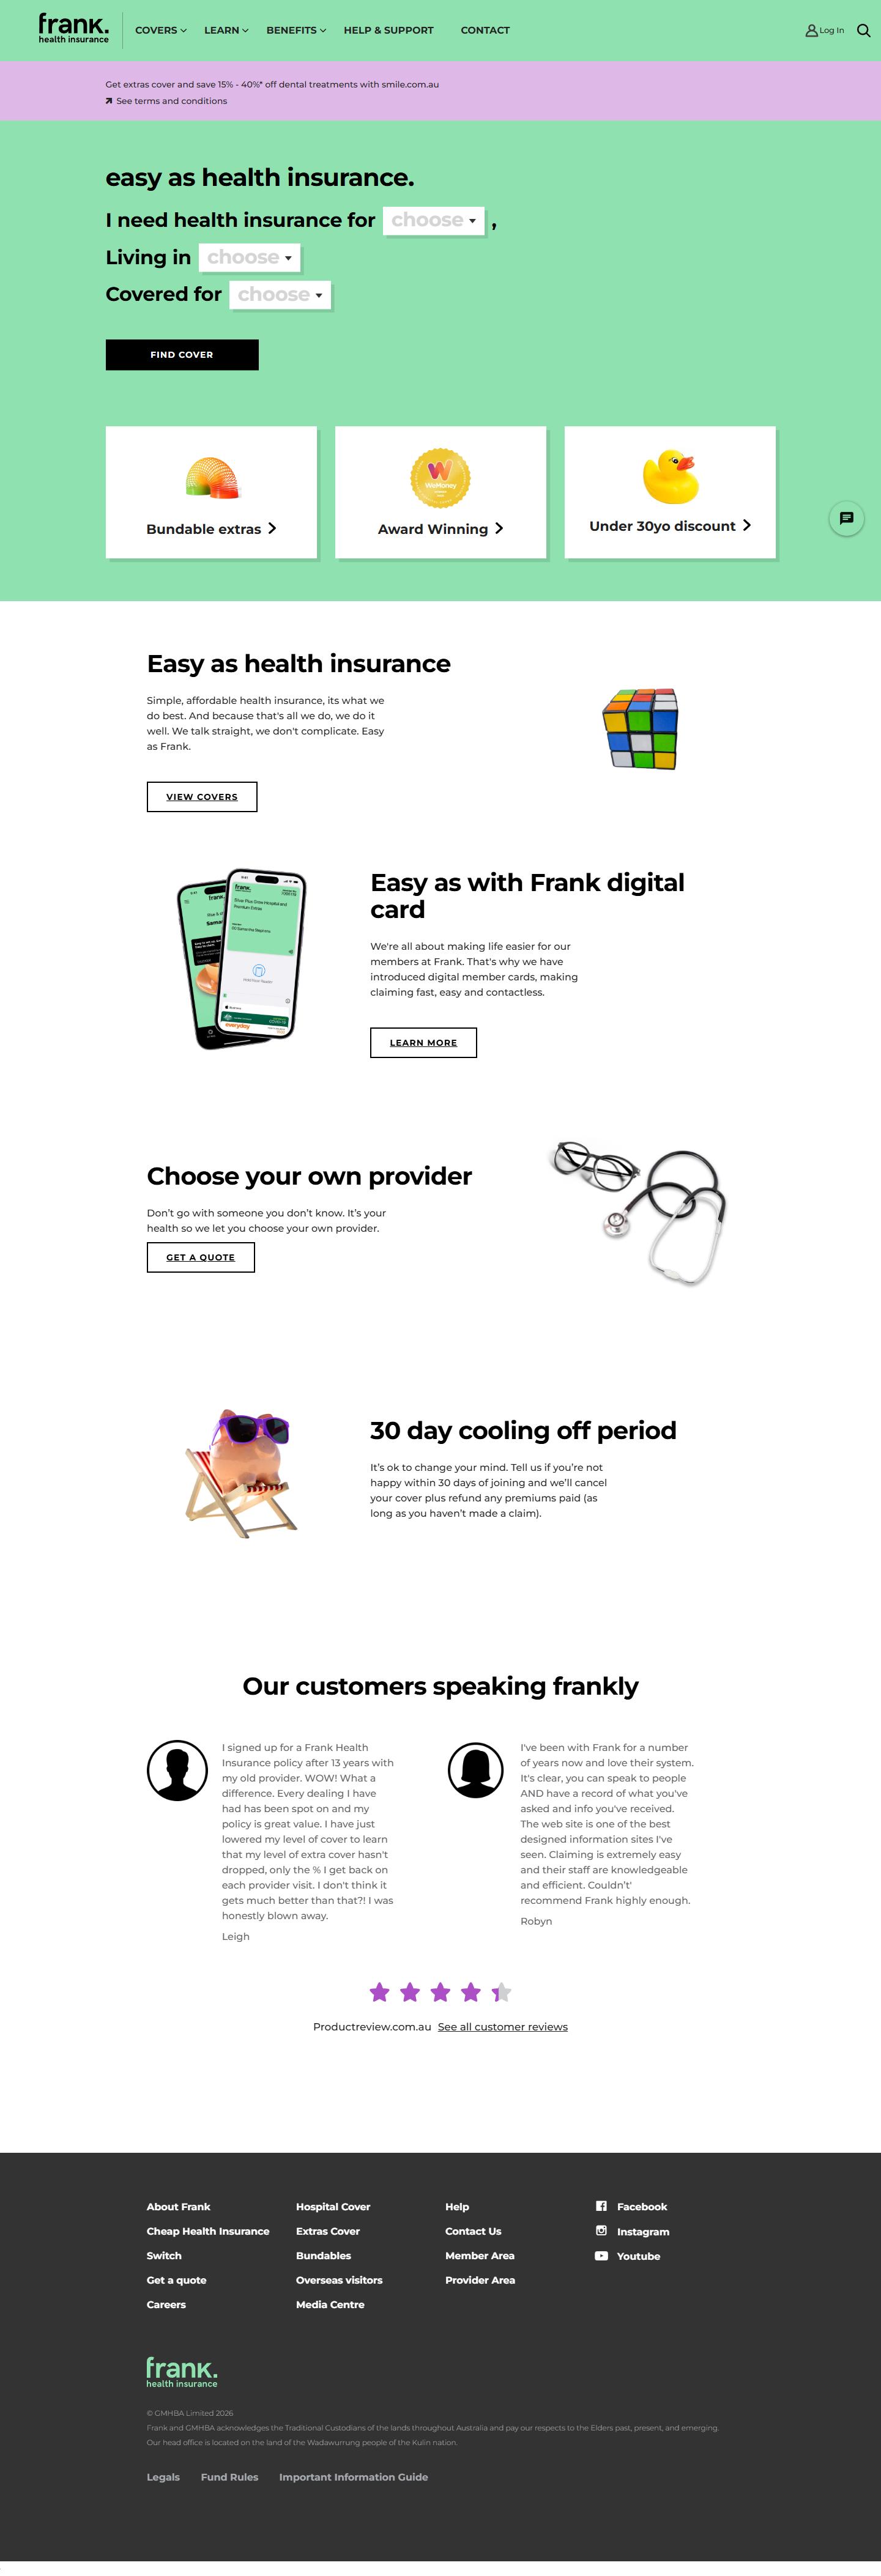 frank.
health insurance
COVERS
LEARN
BENEFITS
HELP & SUPPORT
CONTACT
Log In
Get extras cover and save 15% - 40%* off dental treatments with smile.com.au
See terms and conditions
easy as health insurance.
I need health insurance for choose ,
Living in choose
Covered for choose
FIND COVER
Bundable extras
WeMoney
Award Winning
Under 30yo discount
Easy as health insurance
Simple, affordable health insurance, its what we
do best. And because that's all we do, we do it
well. We talk straight, we don't complicate. Easy
as Frank.
VIEW COVERS
frank.
9:41
frank.
everyday
Easy as with Frank digital
card
We're all about making life easier for our
members at Frank. That's why we have
introduced digital member cards, making
claiming fast, easy and contactless.
LEARN MORE
Choose your own provider
Don’t go with someone you don’t know. It’s your
health so we let you choose your own provider.
GET A QUOTE
30 day cooling off period
It’s ok to change your mind. Tell us if you’re not
happy within 30 days of joining and we’ll cancel
your cover plus refund any premiums paid (as
long as you haven’t made a claim).
Our customers speaking frankly
I signed up for a Frank Health
Insurance policy after 13 years with
my old provider. WOW! What a
difference. Every dealing I have
had has been spot on and my
policy is great value. I have just
lowered my level of cover to learn
that my level of extra cover hasn't
dropped, only the % I get back on
each provider visit. I don't think it
gets much better than that?! I was
honestly blown away.
Leigh
I've been with Frank for a number
of years now and love their system.
It's clear, you can speak to people
AND have a record of what you've
asked and info you've received.
The web site is one of the best
designed information sites I've
seen. Claiming is extremely easy
and their staff are knowledgeable
and efficient. Couldn’t'
recommend Frank highly enough.
Robyn
Productreview.com.au See all customer reviews
About Frank
Cheap Health Insurance
Switch
Get a quote
Careers
Hospital Cover
Extras Cover
Bundables
Overseas visitors
Media Centre
Help
Contact Us
Member Area
Provider Area
Facebook
Instagram
Youtube
frank.
health insurance
© GMHBA Limited 2026
Frank and GMHBA acknowledges the Traditional Custodians of the lands throughout Australia and pay our respects to the Elders past, present, and emerging.
Our head office is located on the land of the Wadawurrung people of the Kulin nation.
Legals
Fund Rules
Important Information Guide